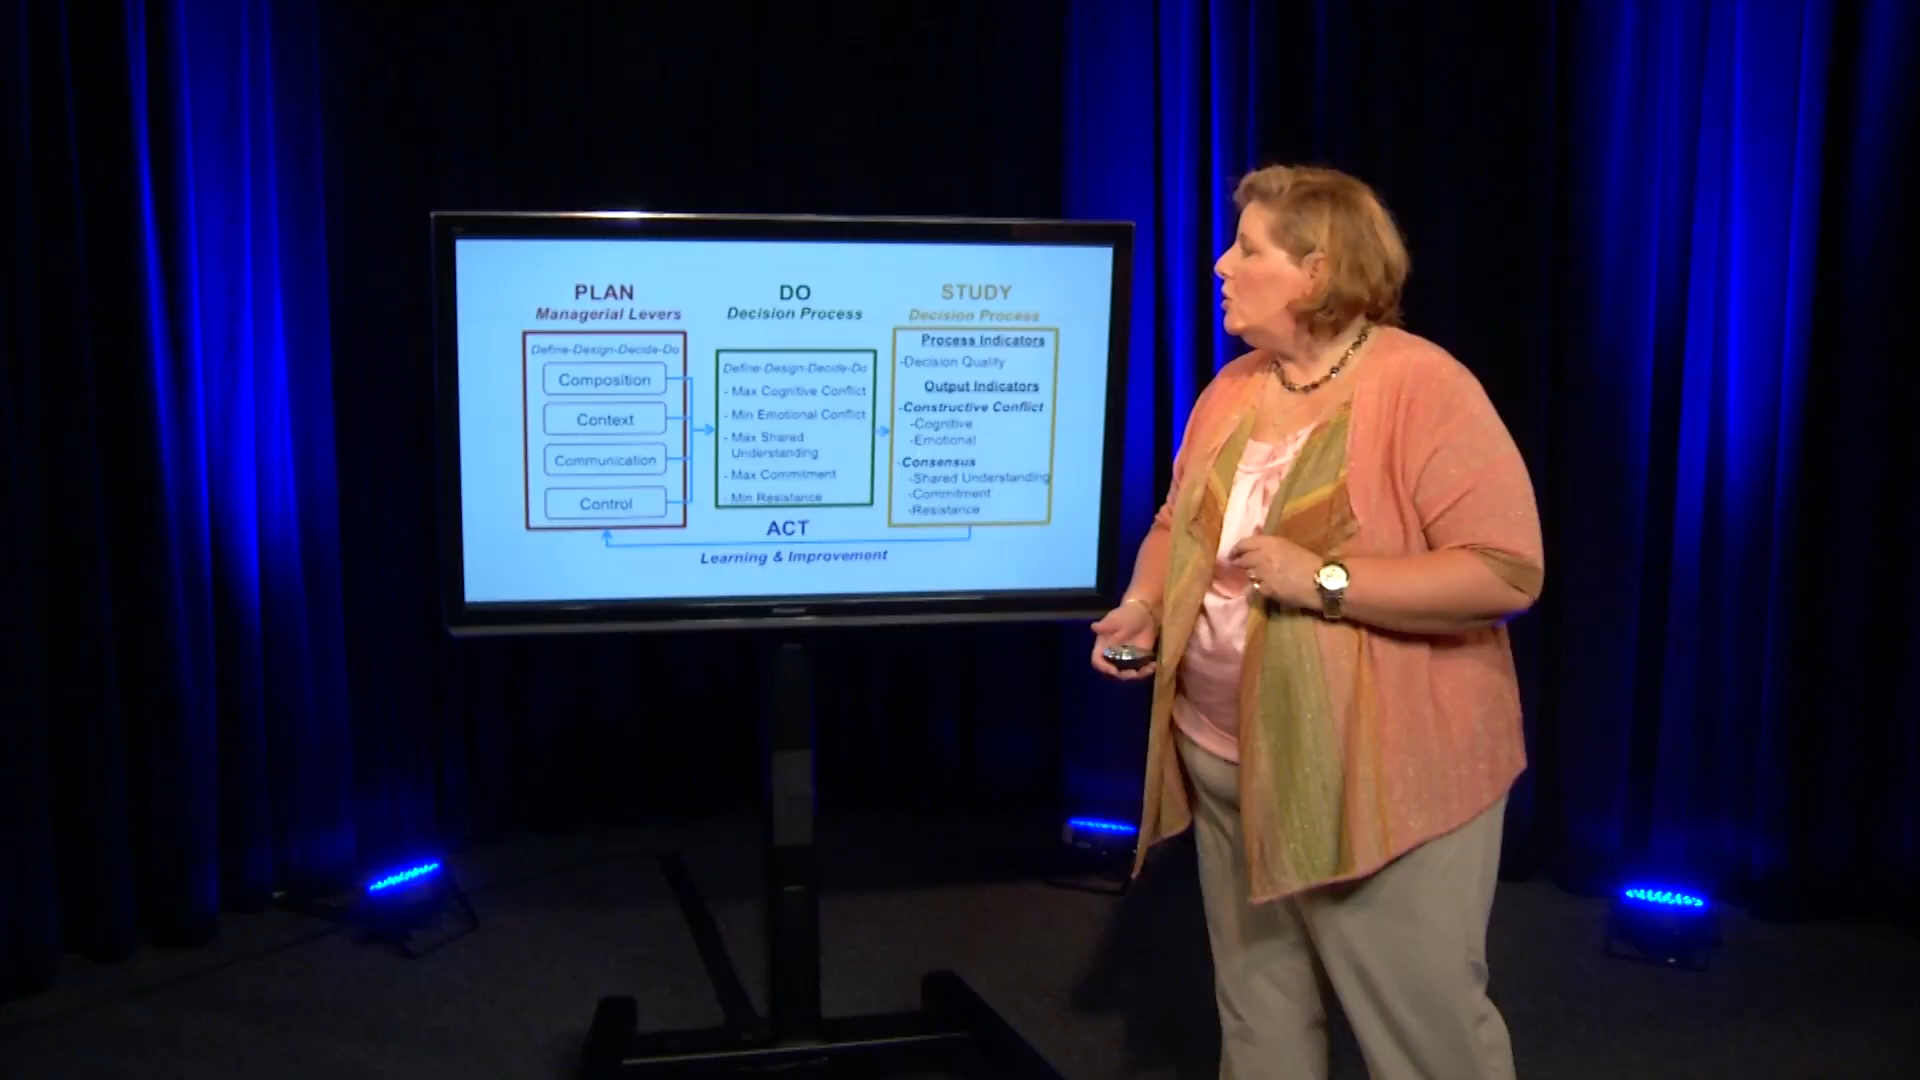 PLAN
Managerial Levers
Define-Design-Decide-Do
Composition
Context
Communication
Control
DO
Decision Process
Define-Design-Decide-Do
- Max Cognitive Conflict
- Min Emotional Conflict
- Max Shared
Understanding
- Max Commitment
- Min Resistance
STUDY
Decision Process
Process Indicators
-Decision Quality
Output Indicators
-Constructive Conflict
-Cognitive
-Emotional
-Consensus
-Shared Understanding
-Commitment
-Resistance
ACT
Learning & Improvement